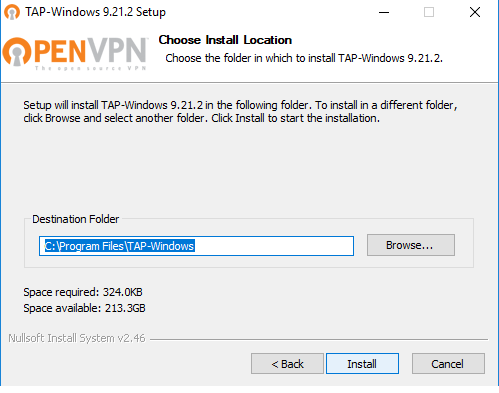 TAP-Windows 9.21.2 Setup
OPENVPN™
The open source VPN
Choose Install Location
Choose the folder in which to install TAP-Windows 9.21.2.
Setup will install TAP-Windows 9.21.2 in the following folder. To install in a different folder,
click Browse and select another folder. Click Install to start the installation.
Destination Folder
C:\Program Files\TAP-Windows
Browse...
Space required: 324.0KB
Space available: 213.3GB
Nullsoft Install System v2.46
< Back
Install
Cancel